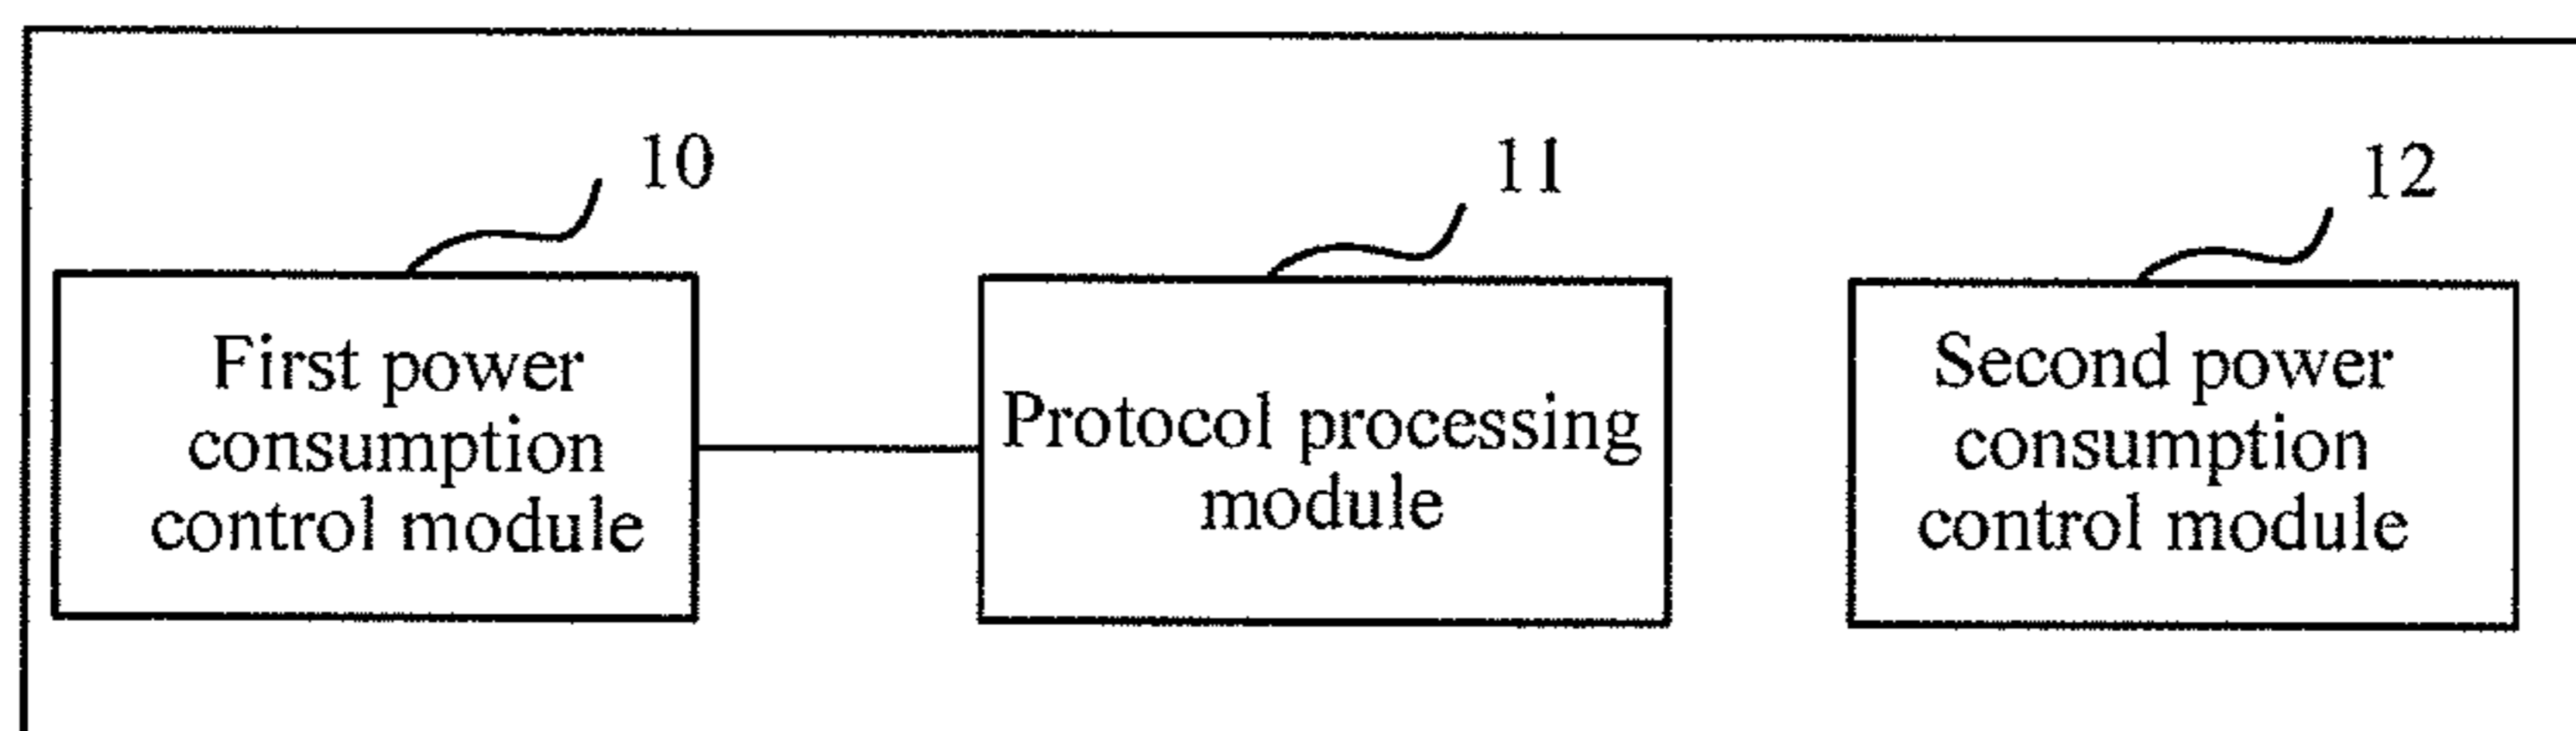 10
11
12
First power
consumption
control module
Protocol processing
module
Second power
consumption
control module